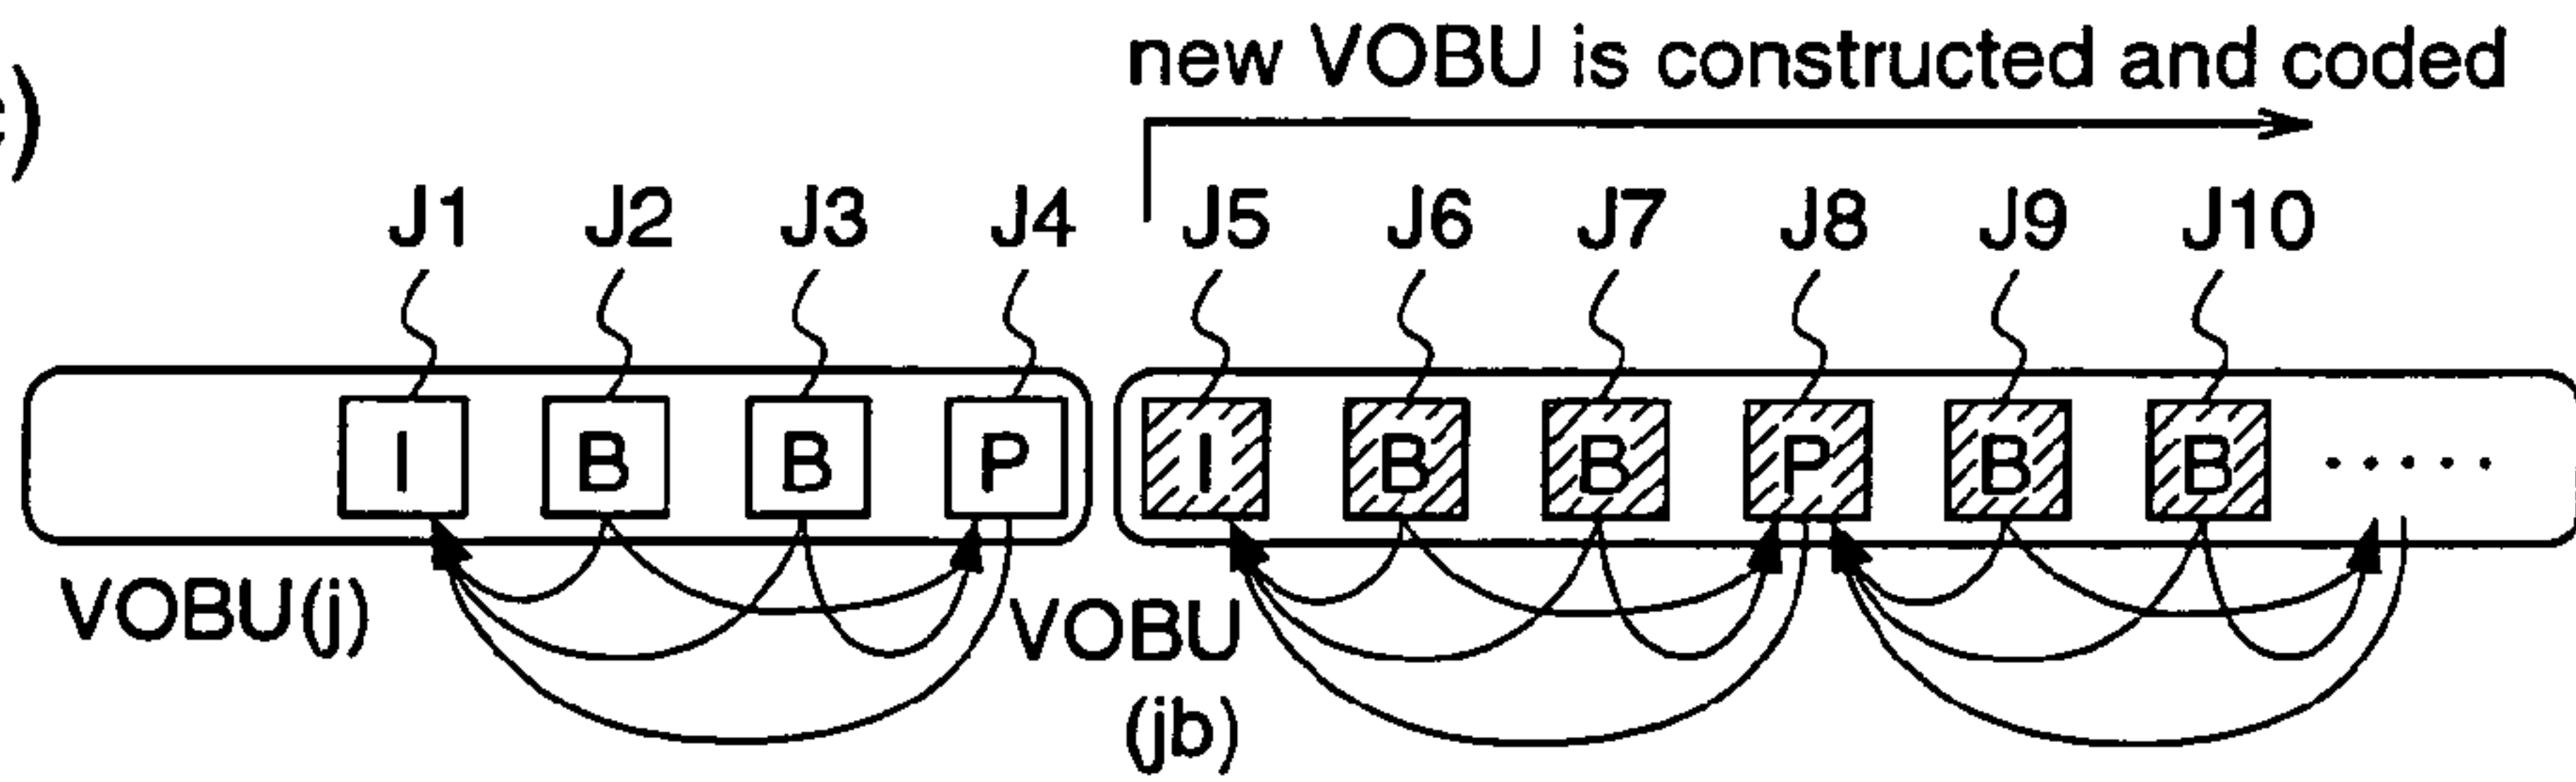 new VOBU is constructed and coded
c)
J1 J2 J3 J4 J5 J6 J7 J8 J9 J10
I B B P I B B P B B .....
VOBU(j)
VOBU
(jb)